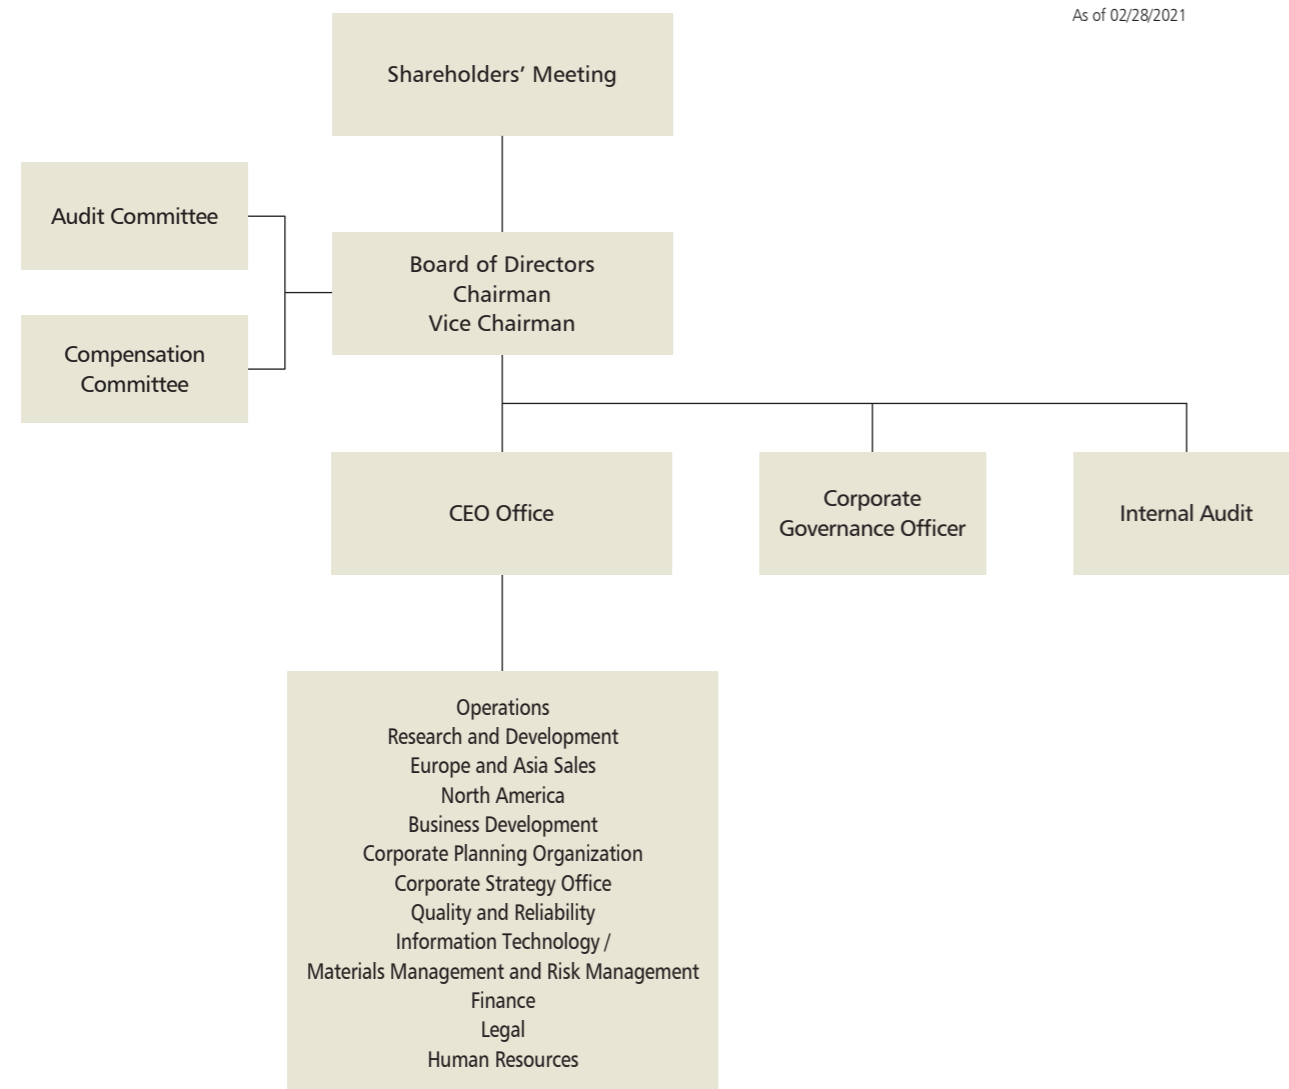 As of 02/28/2021
Shareholders’ Meeting
Audit Committee
Board of Directors
Chairman
Vice Chairman
Compensation
Committee
CEO Office
Corporate
Governance Officer
Internal Audit
Operations
Research and Development
Europe and Asia Sales
North America
Business Development
Corporate Planning Organization
Corporate Strategy Office
Quality and Reliability
Information Technology /
Materials Management and Risk Management
Finance
Legal
Human Resources